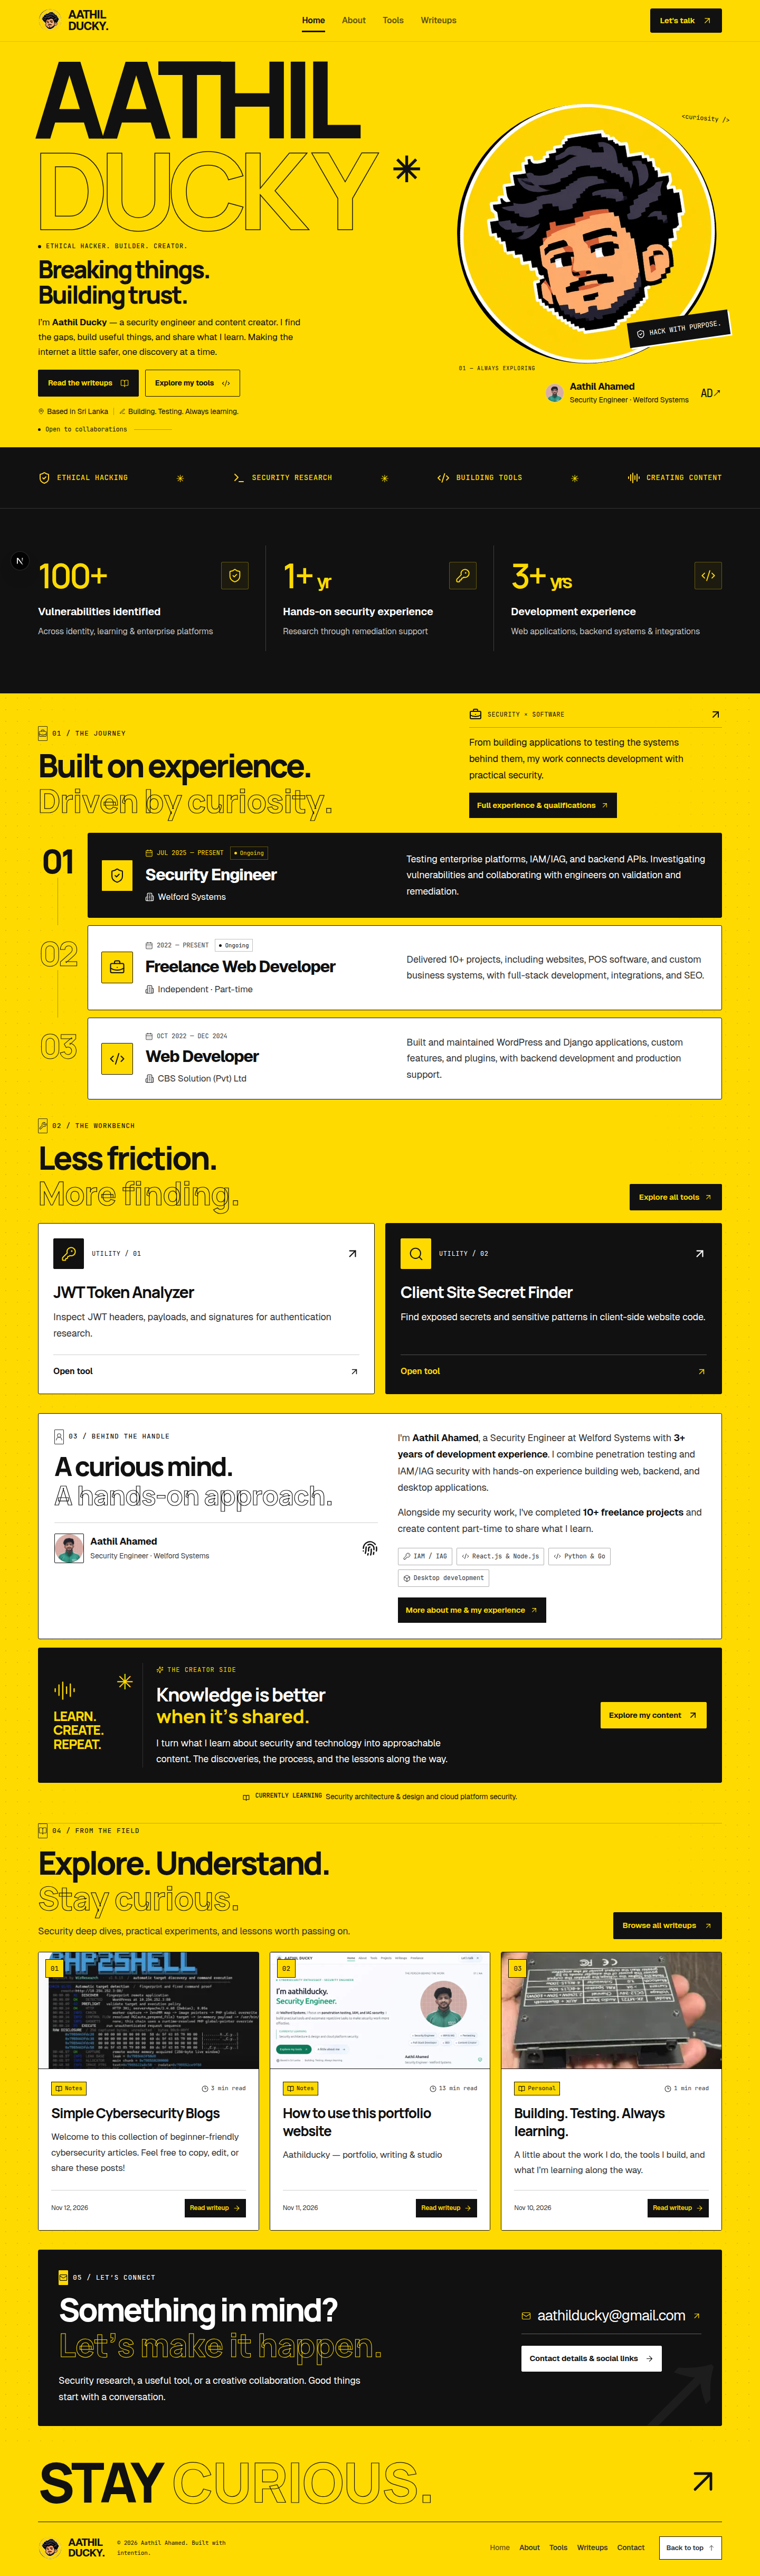 AATHIL
DUCKY.
Home About Tools Writeups
Let's talk
AATHIL
DUCKY
<curiosity />
ETHICAL HACKER. BUILDER. CREATOR.
Breaking things.
Building trust.
I'm Aathil Ducky — a security engineer and content creator. I find
the gaps, build useful things, and share what I learn. Making the
internet a little safer, one discovery at a time.
Read the writeups
Explore my tools
Based in Sri Lanka
Building. Testing. Always learning.
Open to collaborations
HACK WITH PURPOSE.
01 — ALWAYS EXPLORING
Aathil Ahamed
Security Engineer · Welford Systems
AD↗
ETHICAL HACKING
SECURITY RESEARCH
BUILDING TOOLS
CREATING CONTENT
N
100+
Vulnerabilities identified
Across identity, learning & enterprise platforms
1+ yr
Hands-on security experience
Research through remediation support
3+ yrs
Development experience
Web applications, backend systems & integrations
01 / THE JOURNEY
Built on experience.
Driven by curiosity.
SECURITY + SOFTWARE
From building applications to testing the systems
behind them, my work connects development with
practical security.
Full experience & qualifications
01
JUL 2025 — PRESENT
Ongoing
Security Engineer
Welford Systems
Testing enterprise platforms, IAM/IAG, and backend APIs. Investigating
vulnerabilities and collaborating with engineers on validation and
remediation.
02
2022 — PRESENT
Ongoing
Freelance Web Developer
Independent · Part-time
Delivered 10+ projects, including websites, POS software, and custom
business systems, with full-stack development, integrations, and SEO.
03
OCT 2022 — DEC 2024
Web Developer
CBS Solution (Pvt) Ltd
Built and maintained WordPress and Django applications, custom
features, and plugins, with backend development and production
support.
02 / THE WORKBENCH
Less friction.
More finding.
Explore all tools
UTILITY / 01
JWT Token Analyzer
Inspect JWT headers, payloads, and signatures for authentication
research.
Open tool
UTILITY / 02
Client Site Secret Finder
Find exposed secrets and sensitive patterns in client-side website code.
Open tool
03 / BEHIND THE HANDLE
A curious mind.
A hands-on approach.
Aathil Ahamed
Security Engineer · Welford Systems
I'm Aathil Ahamed, a Security Engineer at Welford Systems with 3+
years of development experience. I combine penetration testing and
IAM/IAG security with hands-on experience building web, backend, and
desktop applications.
Alongside my security work, I've completed 10+ freelance projects and
create content part-time to share what I learn.
IAM / IAG
React.js & Node.js
Python & Go
Desktop development
More about me & my experience
LEARN.
CREATE.
REPEAT.
THE CREATOR SIDE
Knowledge is better
when it's shared.
I turn what I learn about security and technology into approachable
content. The discoveries, the process, and the lessons along the way.
Explore my content
CURRENTLY LEARNING Security architecture & design and cloud platform security.
04 / FROM THE FIELD
Explore. Understand.
Stay curious.
Security deep dives, practical experiments, and lessons worth passing on.
Browse all writeups
01
Notes
3 min read
Simple Cybersecurity Blogs
Welcome to this collection of beginner-friendly
cybersecurity articles. Feel free to copy, edit, or
share these posts!
Nov 12, 2026
Read writeup
02
I'm aathilducky.
Security Engineer.
Notes
13 min read
How to use this portfolio
website
Aathilducky — portfolio, writing & studio
Nov 11, 2026
Read writeup
03
Personal
1 min read
Building. Testing. Always
learning.
A little about the work I do, the tools I build, and
what I'm learning along the way.
Nov 10, 2026
Read writeup
05 / LET'S CONNECT
Something in mind?
Let's make it happen.
Security research, a useful tool, or a creative collaboration. Good things
start with a conversation.
aathilducky@gmail.com
Contact details & social links
STAY CURIOUS.
AATHIL
DUCKY.
© 2026 Aathil Ahamed. Built with
intention.
Home About Tools Writeups Contact
Back to top